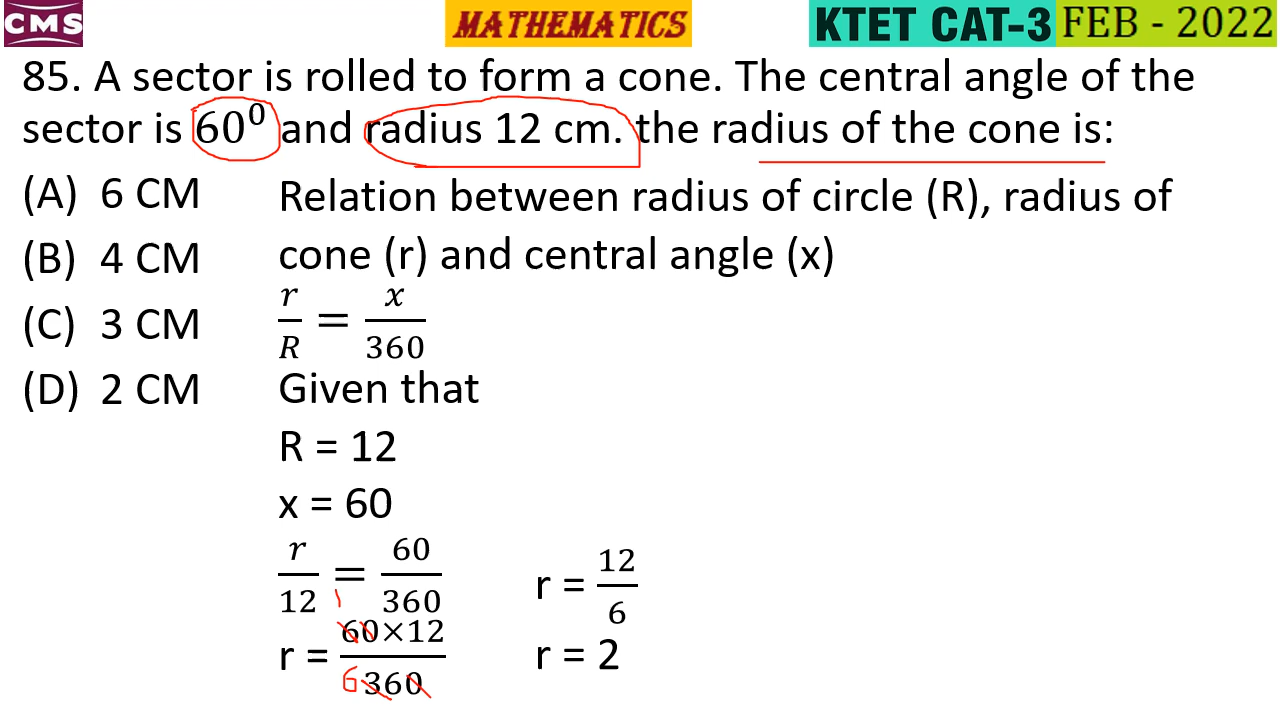 CMS
MATHEMATICS
KTET CAT-3 FEB - 2022
85. A sector is rolled to form a cone. The central angle of the
sector is 60⁰ and radius 12 cm. the radius of the cone is:
(A) 6 CM
(B) 4 CM
(C) 3 CM
(D) 2 CM
Relation between radius of circle (R), radius of
cone (r) and central angle (x)
r/R = x/360
Given that
R = 12
x = 60
r/12 = 60/360
1
r = 60×12/360
6
r = 12/6
r = 2